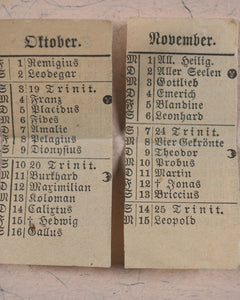 Oktober.
F 1 Remigius
S 2 Leodegar
S 3 19 Trinit.
M 4 Franz
D 5 Placidus
M 6 Fides
D 7 Amalie
F 8 Pelagius
S 9 Dionysius
S 10 20 Trinit.
M 11 Burkhard
D 12 Maximilian
M 13 Koloman
D 14 Calixtus
F 15 † Hedwig
S 16 Gallus
November.
M 1 All. Heilig.
D 2 Aller Seelen
M 3 Gottlieb
D 4 Emerich
F 5 Blandine
S 6 Leonhard
S 7 24 Trinit.
M 8 Vier Gekrönte
D 9 Theodor
M 10 Probus
D 11 Martin
F 12 † Jonas
S 13 Briccius
S 14 25 Trinit.
M 15 Leopold